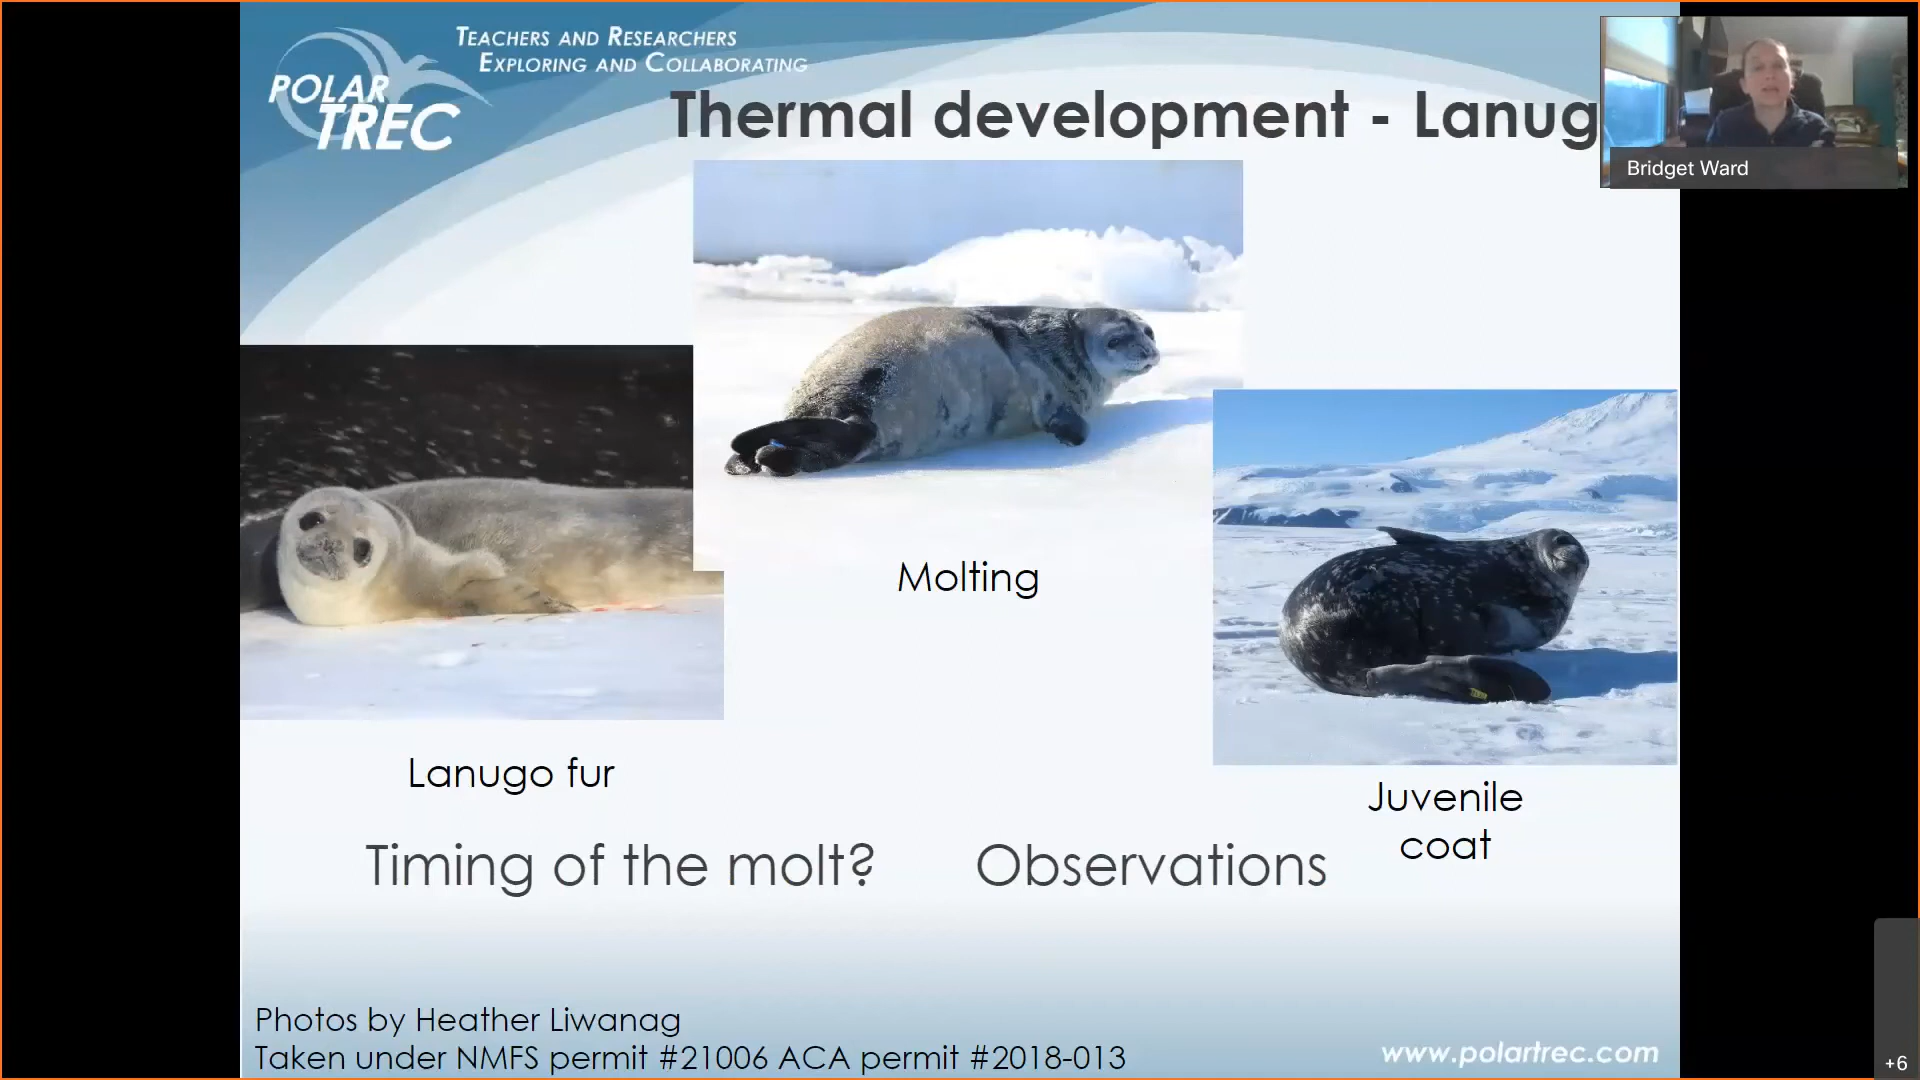 TEACHERS AND RESEARCHERS
EXPLORING AND COLLABORATING
POLAR
TREC
Thermal development - Lanug
Bridget Ward
Molting
Lanugo fur
Juvenile
coat
Timing of the molt?
Observations
Photos by Heather Liwanag
Taken under NMFS permit #21006 ACA permit #2018-013
www.polartrec.com
+6